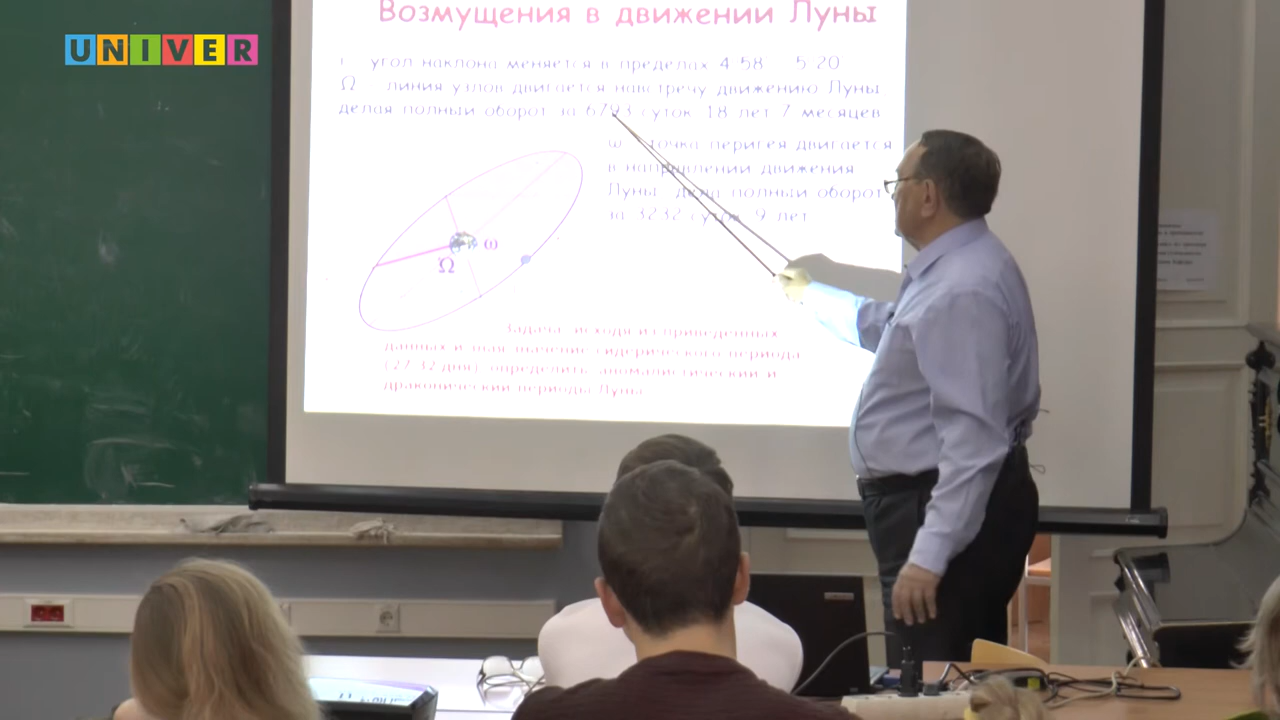 UNIVER
Возмущения в движении Луны
i угол наклона меняется в пределах 4 58 5 20
Ω линия узлов двигается навстречу движению Луны
делая полный оборот за 6793 суток 18 лет 7 месяцев
ω точка перигея двигается
в направлении движения
Луны делая полный оборот
за 3232 суток 9 лет
ω
Ω
Задача исходя из приведенных
данных и зная значение сидерического периода
(27 32 дня) определить аномалистический и
драконический периоды Луны